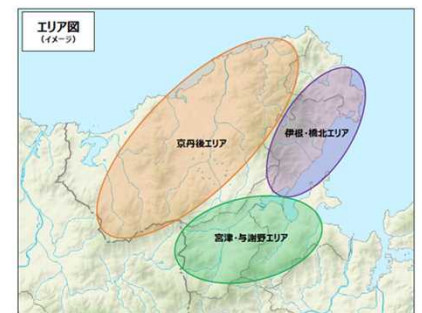 エリア図
（イメージ）
京丹後エリア
伊根・橋北エリア
宮津・与謝野エリア